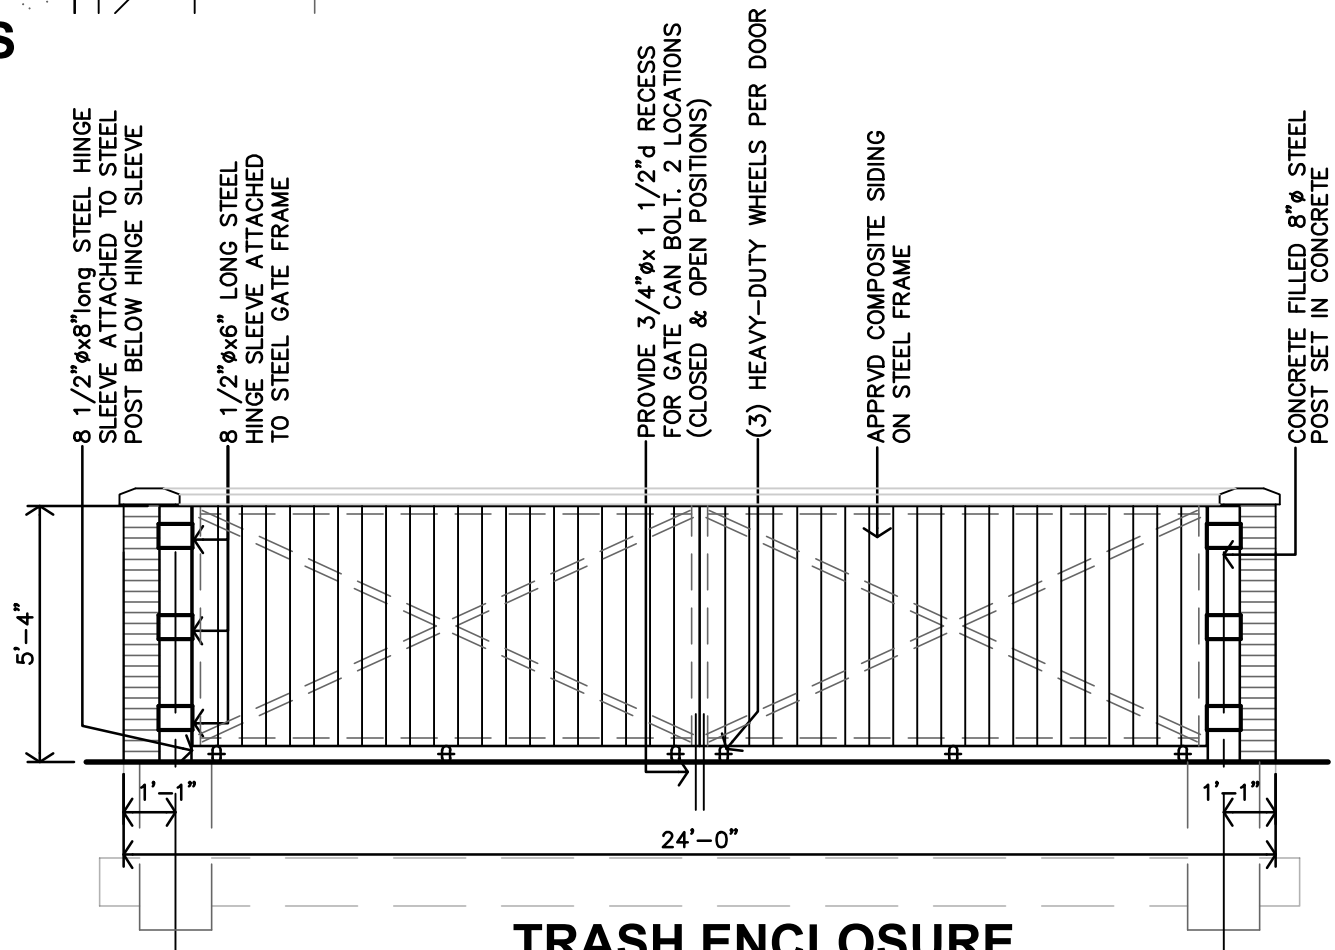 S
8 1/2"øx8"long STEEL HINGE
SLEEVE ATTACHED TO STEEL
POST BELOW HINGE SLEEVE
8 1/2"øx6" LONG STEEL
HINGE SLEEVE ATTACHED
TO STEEL GATE FRAME
PROVIDE 3/4"øx 1 1/2"d RECESS
FOR GATE CAN BOLT. 2 LOCATIONS
(CLOSED & OPEN POSITIONS)
(3) HEAVY-DUTY WHEELS PER DOOR
APPRVD COMPOSITE SIDING
ON STEEL FRAME
CONCRETE FILLED 8"ø STEEL
POST SET IN CONCRETE
5'-4"
1'-1"
1'-1"
24'-0"
TRASH ENCLOSURE